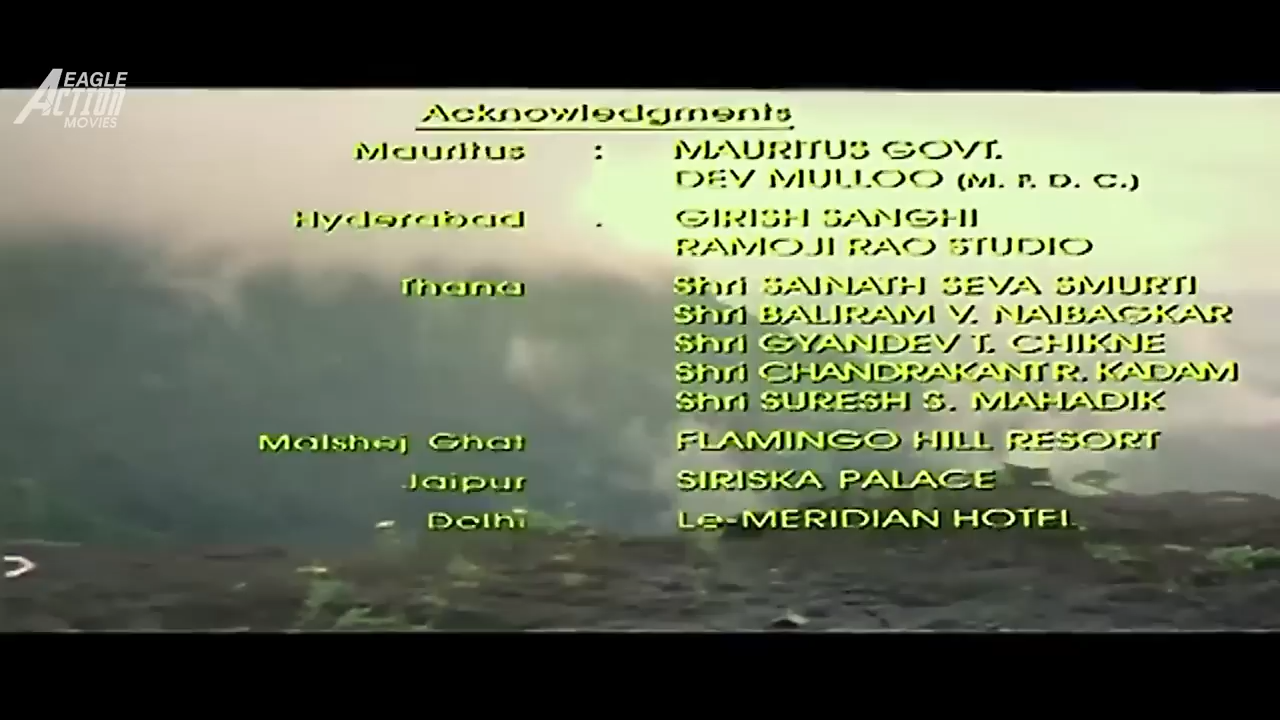 EAGLE
ACTION
MOVIES
Acknowledgments
Mauritus : MAURITUS GOVT.
DEV MULLOO (M. P. D. C.)
Hyderabad . GIRISH SANGHI
RAMOJI RAO STUDIO
Thana Shri SAINATH SEVA SMURTI
Shri BALIRAM V. NAIBAGKAR
Shri GYANDEV T. CHIKNE
Shri CHANDRAKANT R. KADAM
Shri SURESH S. MAHADIK
Malshej Ghat FLAMINGO HILL RESORT
Jaipur SIRISKA PALACE
Delhi Le-MERIDIAN HOTEL.